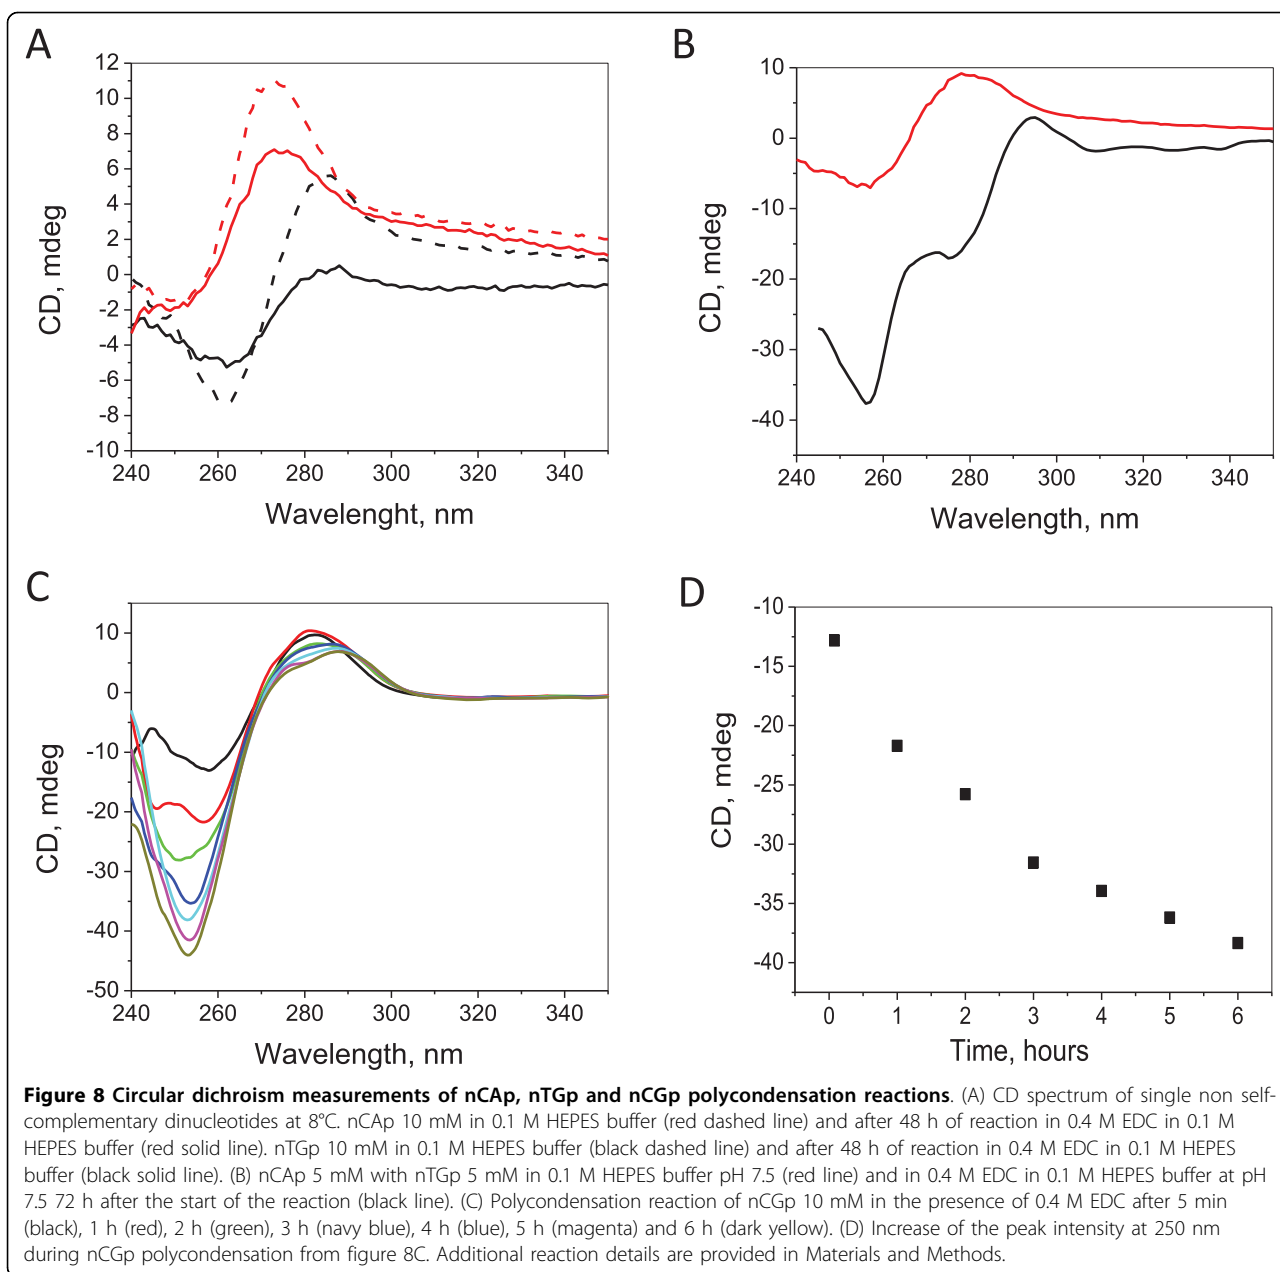 A
12
10
8
6
4
2
0
-2
-4
-6
-8
-10
240 260 280 300 320 340
CD, mdeg
Wavelenght, nm
B
10
0
-10
-20
-30
-40
240 260 280 300 320 340
CD, mdeg
Wavelength, nm
C
10
0
-10
-20
-30
-40
-50
240 260 280 300 320 340
CD, mdeg
Wavelength, nm
D
-10
-15
-20
-25
-30
-35
-40
0 1 2 3 4 5 6
CD, mdeg
Time, hours
Figure 8 Circular dichroism measurements of nCAp, nTGp and nCGp polycondensation reactions. (A) CD spectrum of single non self-
complementary dinucleotides at 8°C. nCAp 10 mM in 0.1 M HEPES buffer (red dashed line) and after 48 h of reaction in 0.4 M EDC in 0.1 M
HEPES buffer (red solid line). nTGp 10 mM in 0.1 M HEPES buffer (black dashed line) and after 48 h of reaction in 0.4 M EDC in 0.1 M HEPES
buffer (black solid line). (B) nCAp 5 mM with nTGp 5 mM in 0.1 M HEPES buffer pH 7.5 (red line) and in 0.4 M EDC in 0.1 M HEPES buffer at pH
7.5 72 h after the start of the reaction (black line). (C) Polycondensation reaction of nCGp 10 mM in the presence of 0.4 M EDC after 5 min
(black), 1 h (red), 2 h (green), 3 h (navy blue), 4 h (blue), 5 h (magenta) and 6 h (dark yellow). (D) Increase of the peak intensity at 250 nm
during nCGp polycondensation from figure 8C. Additional reaction details are provided in Materials and Methods.